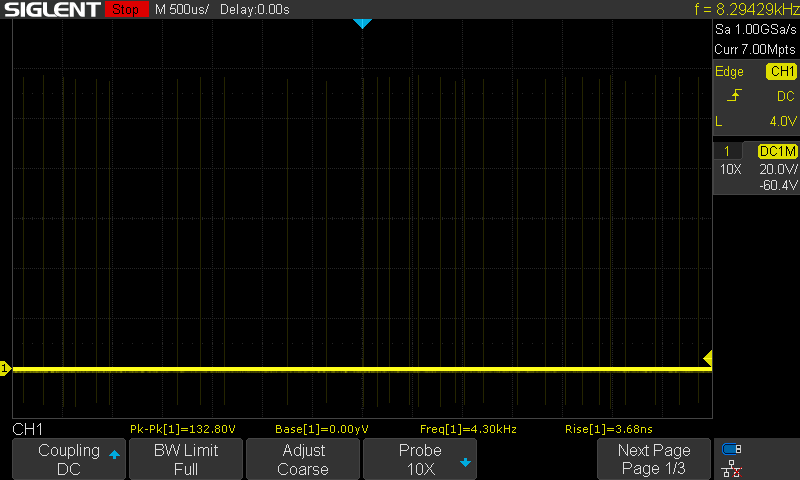 SIGLENT Stop M 500us/ Delay:0.00s f = 8.29429kHz
Sa 1.00GSa/s
Curr 7.00Mpts
Edge CH1
DC
L 4.0V
1 DC1M
10X 20.0V/
-60.4V
1
CH1 Pk-Pk[1]=132.80V Base[1]=0.00yV Freq[1]=4.30kHz Rise[1]=3.68ns
Coupling BW Limit Adjust Probe Next Page
DC Full Coarse 10X Page 1/3